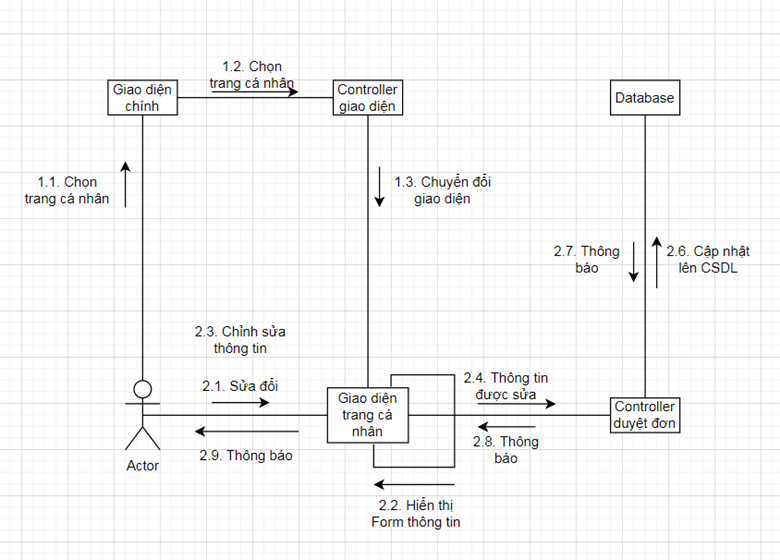 1.2. Chọn
trang cá nhân
Giao diện
chính
Controller
giao diện
Database
1.1. Chọn
trang cá nhân
1.3. Chuyển đổi
giao diện
2.7. Thông
báo
2.6. Cập nhật
lên CSDL
2.3. Chỉnh sửa
thông tin
2.1. Sửa đổi
2.4. Thông tin
được sửa
Giao diện
trang cá
nhân
Controller
duyệt đơn
2.9. Thông báo
2.8. Thông
báo
Actor
2.2. Hiển thị
Form thông tin